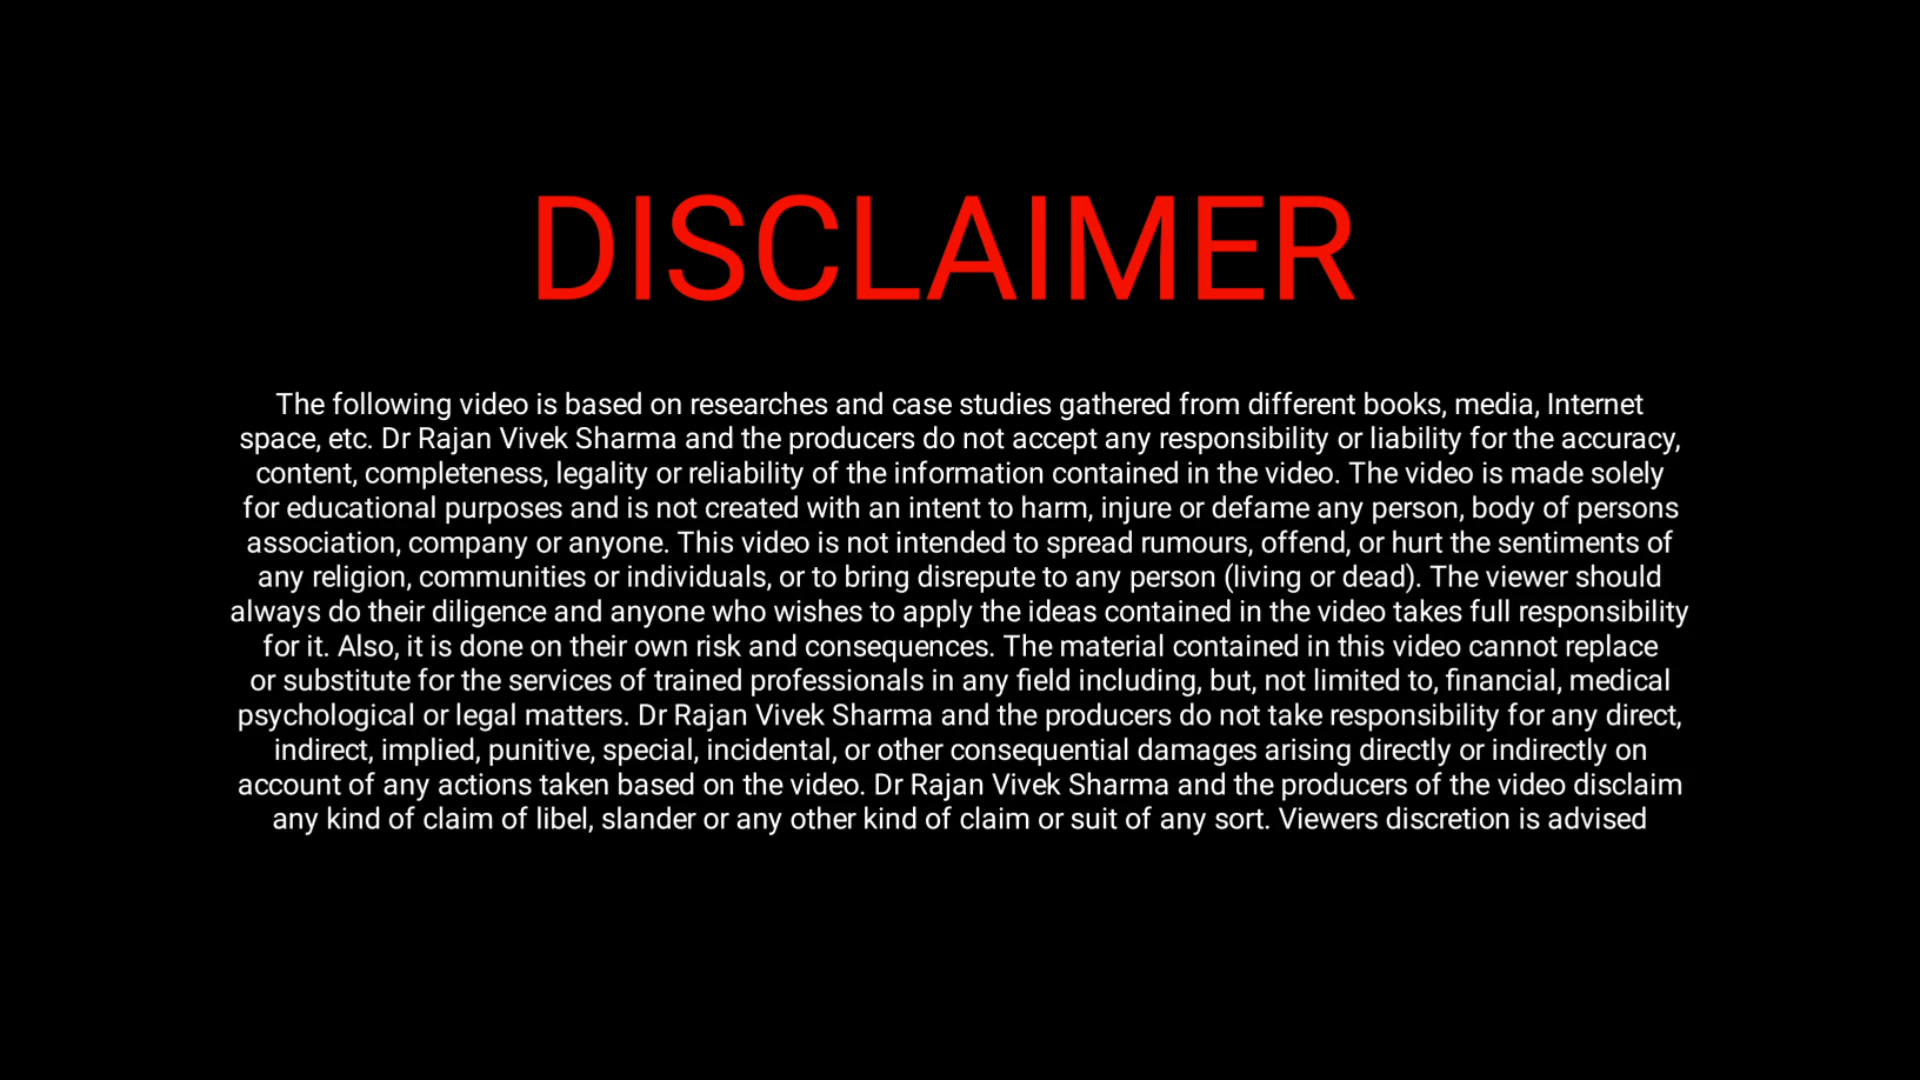 DISCLAIMER
The following video is based on researches and case studies gathered from different books, media, Internet
space, etc. Dr Rajan Vivek Sharma and the producers do not accept any responsibility or liability for the accuracy,
content, completeness, legality or reliability of the information contained in the video. The video is made solely
for educational purposes and is not created with an intent to harm, injure or defame any person, body of persons
association, company or anyone. This video is not intended to spread rumours, offend, or hurt the sentiments of
any religion, communities or individuals, or to bring disrepute to any person (living or dead). The viewer should
always do their diligence and anyone who wishes to apply the ideas contained in the video takes full responsibility
for it. Also, it is done on their own risk and consequences. The material contained in this video cannot replace
or substitute for the services of trained professionals in any field including, but, not limited to, financial, medical
psychological or legal matters. Dr Rajan Vivek Sharma and the producers do not take responsibility for any direct,
indirect, implied, punitive, special, incidental, or other consequential damages arising directly or indirectly on
account of any actions taken based on the video. Dr Rajan Vivek Sharma and the producers of the video disclaim
any kind of claim of libel, slander or any other kind of claim or suit of any sort. Viewers discretion is advised